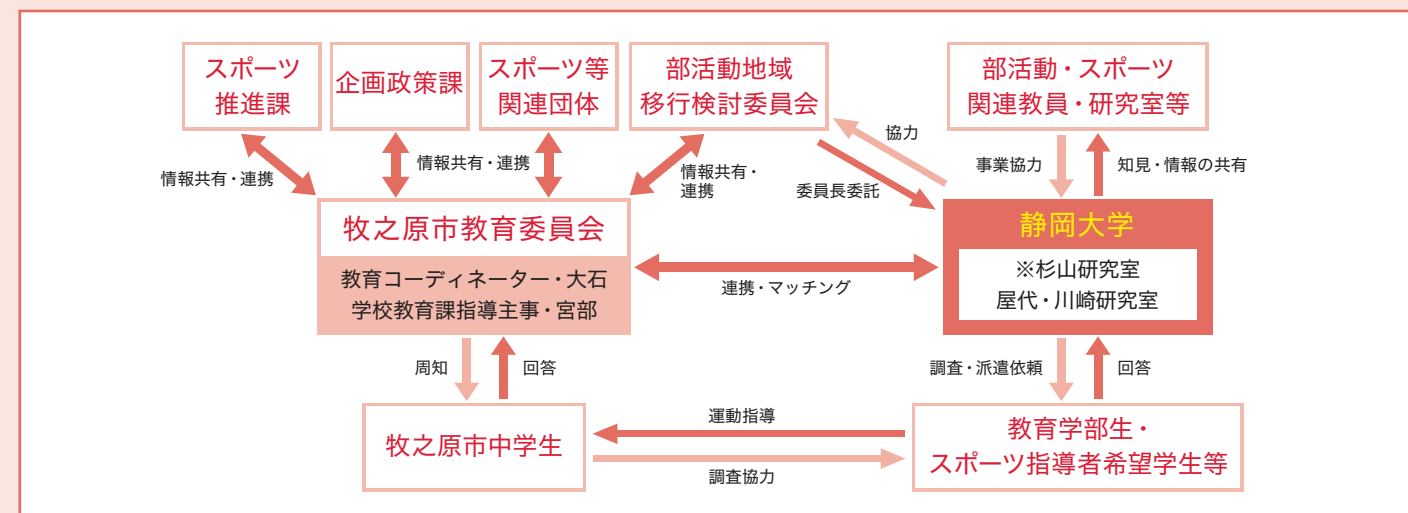 スポーツ
推進課
企画政策課
スポーツ等
関連団体
部活動地域
移行検討委員会
部活動・スポーツ
関連教員・研究室等
情報共有・連携
情報共有・連携
情報共有・
連携
協力
委員長委託
事業協力
知見・情報の共有
牧之原市教育委員会
教育コーディネーター・大石
学校教育課指導主事・宮部
連携・マッチング
静岡大学
※杉山研究室
屋代・川崎研究室
周知
回答
調査・派遣依頼
回答
牧之原市中学生
運動指導
調査協力
教育学部生・
スポーツ指導者希望学生等